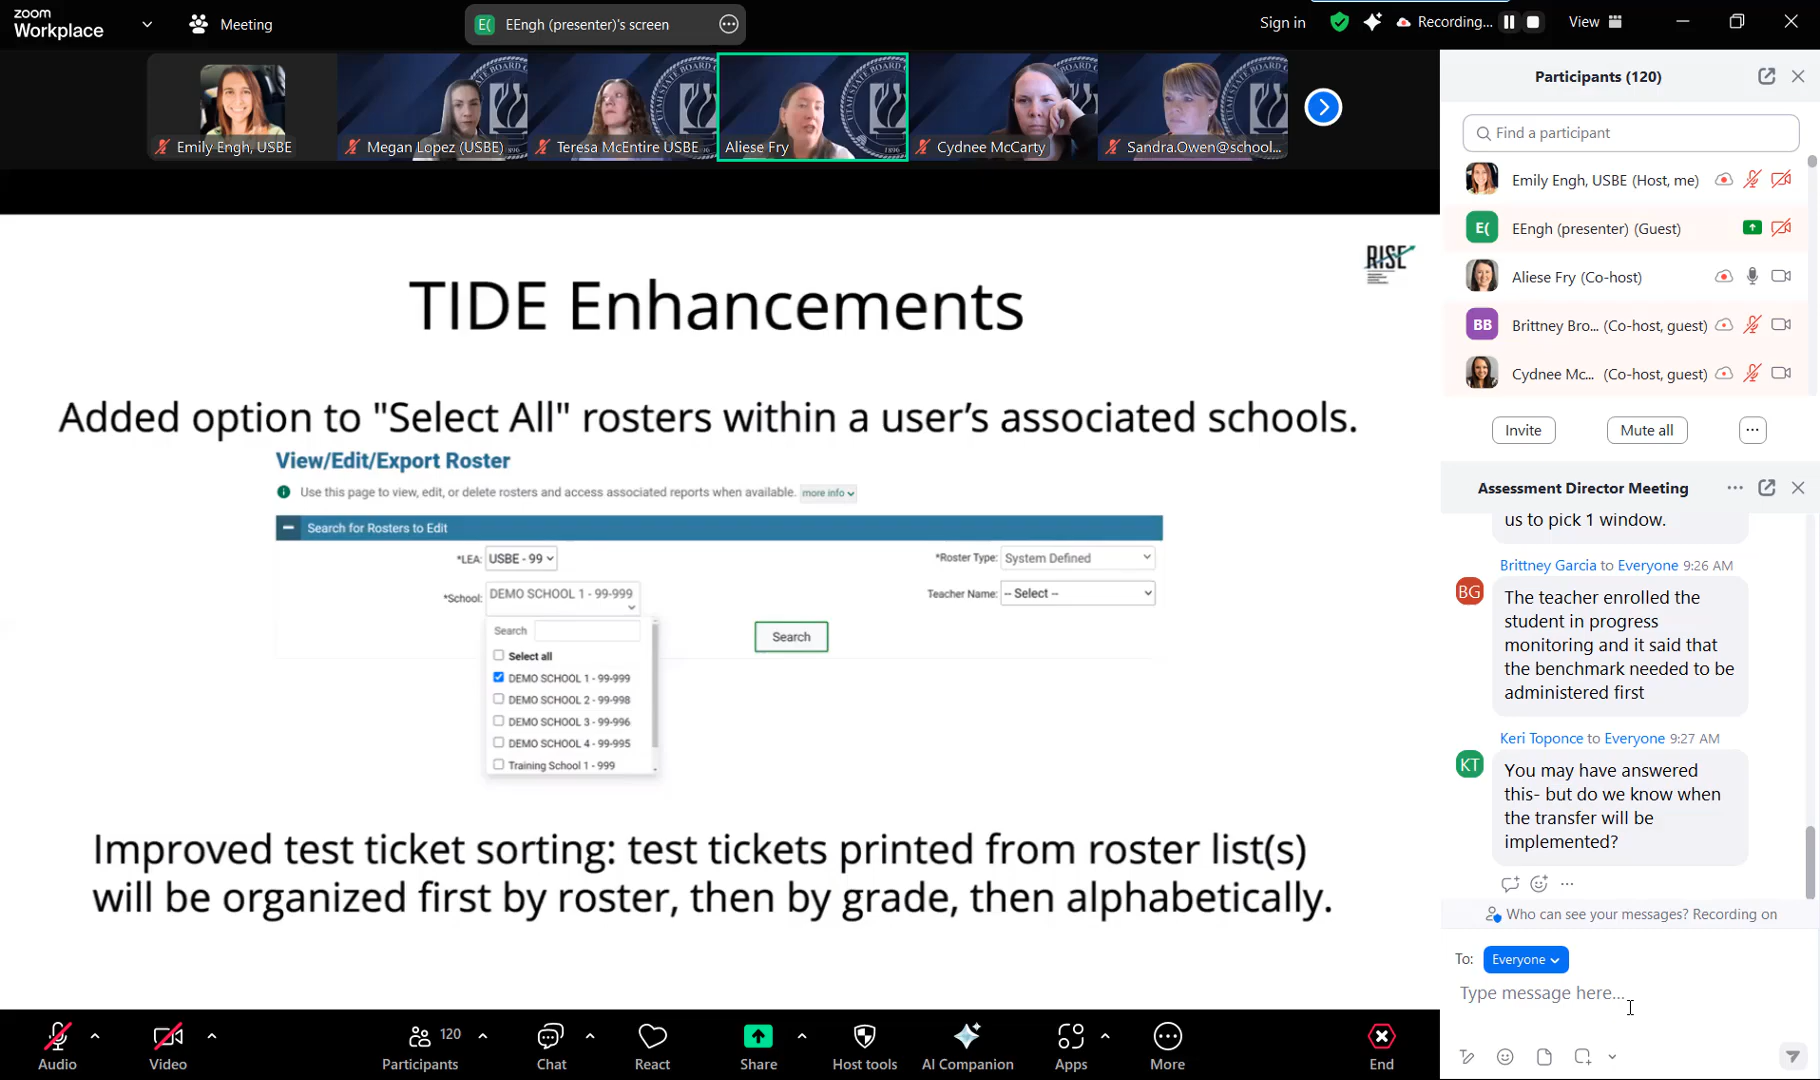 zoom
Workplace
Meeting
E( EEngh (presenter)'s screen
Sign in
Recording...
View
Emily Engh, USBE
Megan Lopez (USBE)
Teresa McEntire USBE
Aliese Fry
Cydnee McCarty
Sandra.Owen@school...
RISE
TIDE Enhancements
Added option to "Select All" rosters within a user's associated schools.
View/Edit/Export Roster
Use this page to view, edit, or delete rosters and access associated reports when available. more info
Search for Rosters to Edit
*LEA: USBE - 99
*Roster Type: System Defined
*School: DEMO SCHOOL 1 - 99-999
Teacher Name: -- Select --
Search
Search
Select all
DEMO SCHOOL 1 - 99-999
DEMO SCHOOL 2 - 99-998
DEMO SCHOOL 3 - 99-996
DEMO SCHOOL 4 - 99-995
Training School 1 - 999
Improved test ticket sorting: test tickets printed from roster list(s)
will be organized first by roster, then by grade, then alphabetically.
Participants (120)
Find a participant
Emily Engh, USBE (Host, me)
E( EEngh (presenter) (Guest)
Aliese Fry (Co-host)
BB Brittney Bro... (Co-host, guest)
Cydnee Mc... (Co-host, guest)
Invite
Mute all
...
Assessment Director Meeting
us to pick 1 window.
Brittney Garcia to Everyone 9:26 AM
BG
The teacher enrolled the
student in progress
monitoring and it said that
the benchmark needed to be
administered first
Keri Toponce to Everyone 9:27 AM
KT
You may have answered
this- but do we know when
the transfer will be
implemented?
Who can see your messages? Recording on
To: Everyone
Type message here...
Audio
Video
120
Participants
Chat
React
Share
Host tools
AI Companion
Apps
More
End